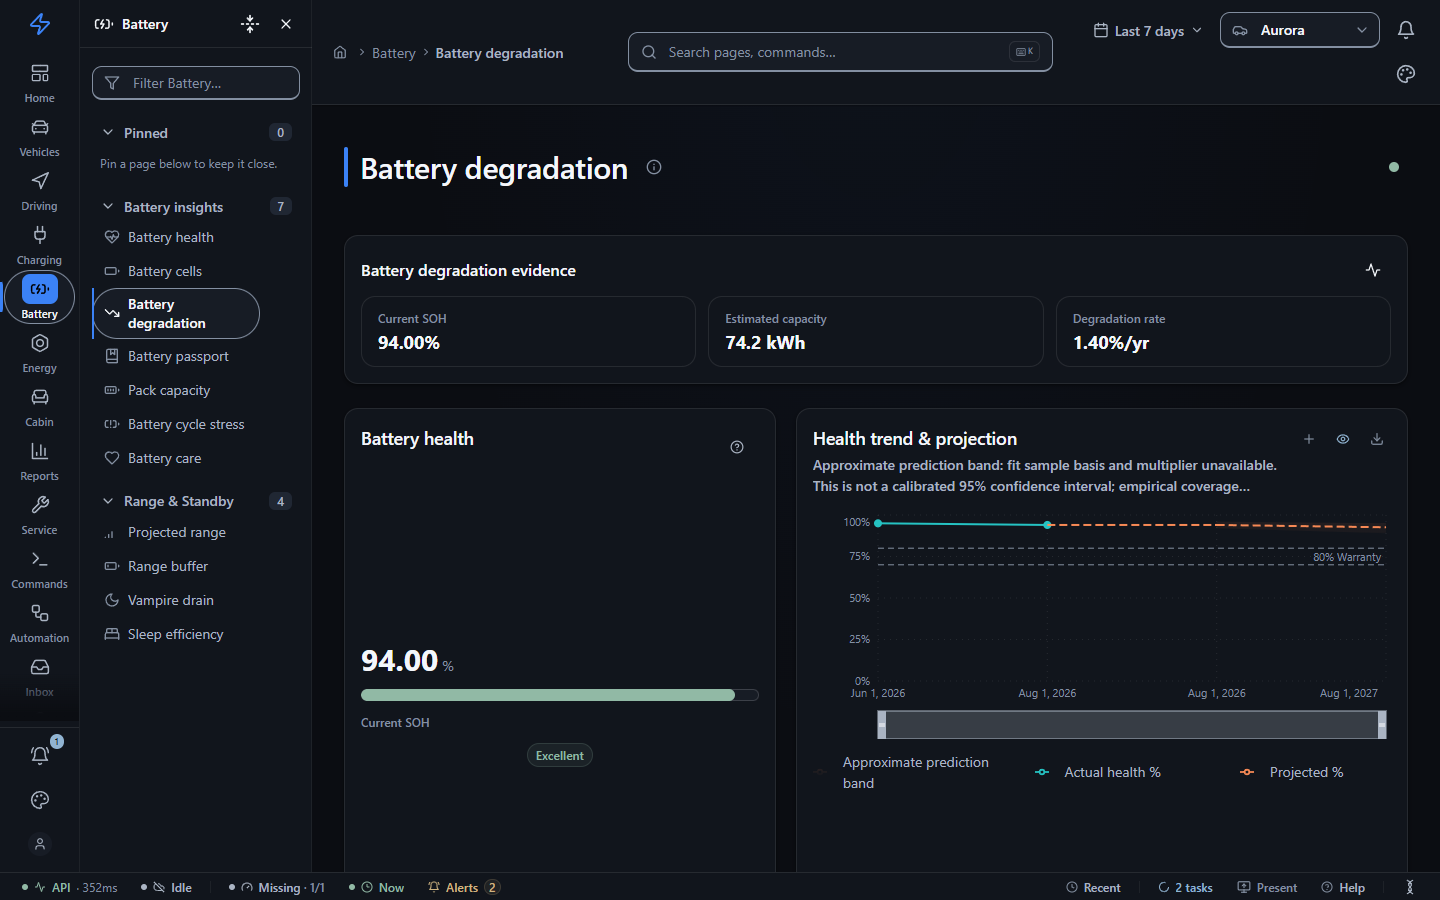 Battery
Home
Vehicles
Driving
Charging
Battery
Energy
Cabin
Reports
Service
Commands
Automation
Inbox
1
Filter Battery...
Pinned 0
Pin a page below to keep it close.
Battery insights 7
Battery health
Battery cells
Battery
degradation
Battery passport
Pack capacity
Battery cycle stress
Battery care
Range & Standby 4
Projected range
Range buffer
Vampire drain
Sleep efficiency
Battery Battery degradation
Search pages, commands... K
Last 7 days
Aurora
Battery degradation
Battery degradation evidence
Current SOH
94.00%
Estimated capacity
74.2 kWh
Degradation rate
1.40%/yr
Battery health
94.00 %
Current SOH
Excellent
Health trend & projection
Approximate prediction band: fit sample basis and multiplier unavailable.
This is not a calibrated 95% confidence interval; empirical coverage...
100%
75%
80% Warranty
50%
25%
0%
Jun 1, 2026 Aug 1, 2026 Aug 1, 2026 Aug 1, 2027
Approximate prediction
band
Actual health %
Projected %
API · 352ms Idle Missing · 1/1 Now Alerts 2 Recent 2 tasks Present Help